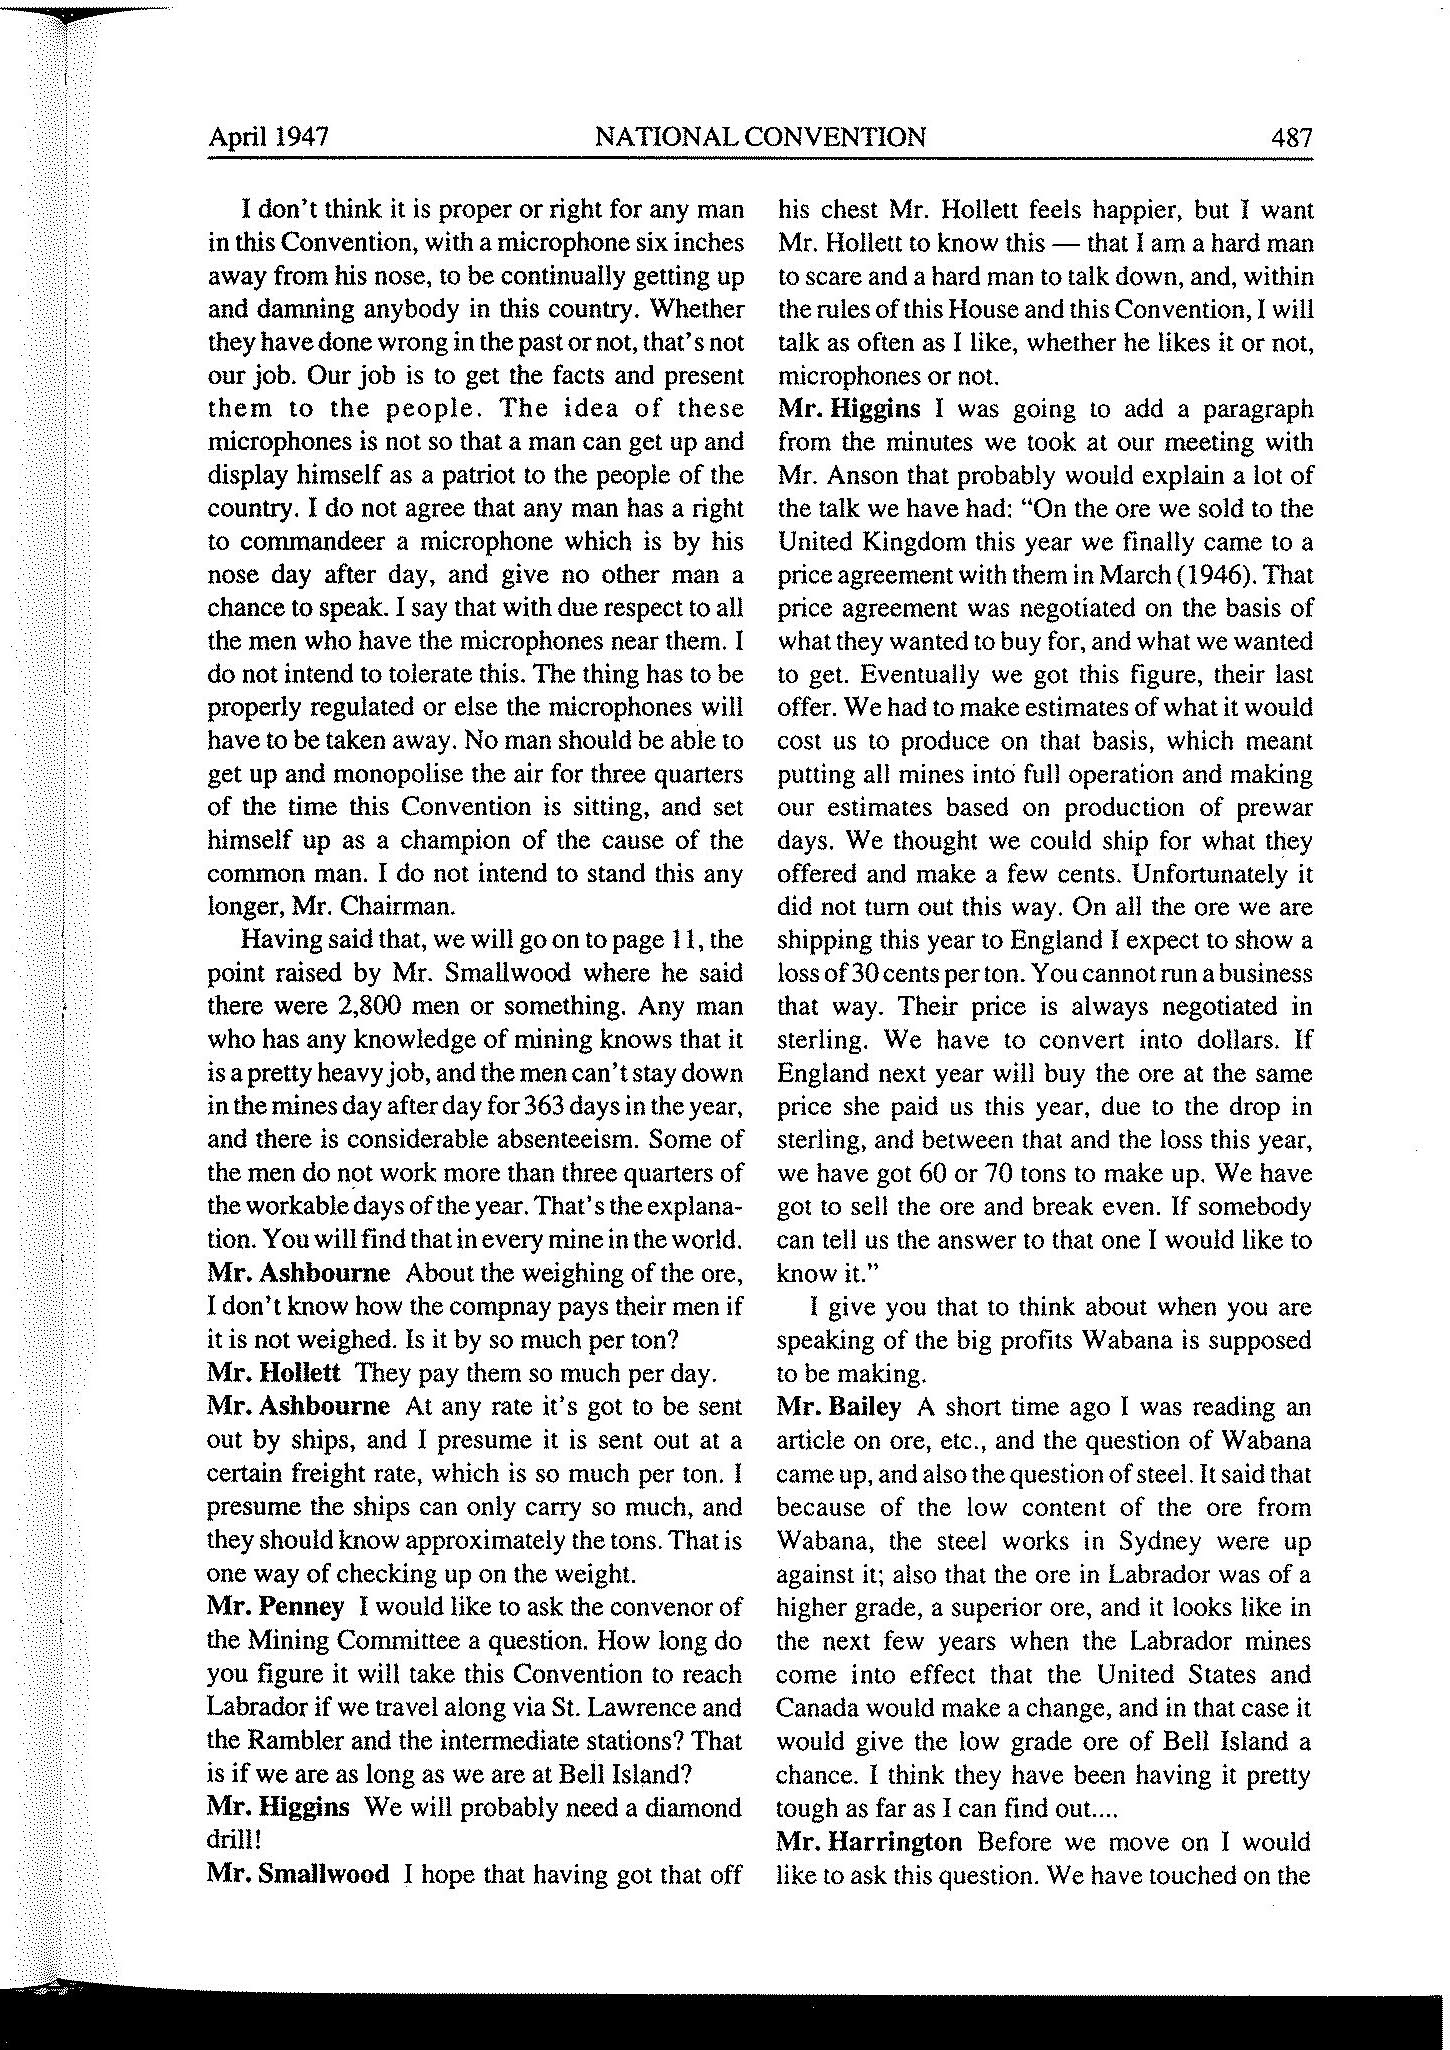 April 1947 NATIONAL CONVENTION 487
I don't think it is proper or right for any man
in this Convention, with a microphone six inches
away from his nose, to be continually getting up
and damning anybody in this country. Whether
they have done wrong in the past or not, that's not
our job. Our job is to get the facts and present
them to the people. The idea of these
microphones is not so that a man can get up and
display himself as a patriot to the people of the
country. I do not agree that any man has a right
to commandeer a microphone which is by his
nose day after day, and give no other man a
chance to speak. I say that with due respect to all
the men who have the microphones near them. I
do not intend to tolerate this. The thing has to be
properly regulated or else the microphones will
have to be taken away. No man should be able to
get up and monopolise the air for three quarters
of the time this Convention is sitting, and set
himself up as a champion of the cause of the
common man. I do not intend to stand this any
longer, Mr. Chairman.
Having said that, we will go on to page 11, the
point raised by Mr. Smallwood where he said
there were 2,800 men or something. Any man
who has any knowledge of mining knows that it
is a pretty heavy job, and the men can't stay down
in the mines day after day for 363 days in the year,
and there is considerable absenteeism. Some of
the men do not work more than three quarters of
the workable days of the year. That's the explana-
tion. You will find that in every mine in the world.
Mr. Ashbourne About the weighing of the ore,
I don't know how the compnay pays their men if
it is not weighed. Is it by so much per ton?
Mr. Hollett They pay them so much per day.
Mr. Ashbourne At any rate it's got to be sent
out by ships, and I presume it is sent out at a
certain freight rate, which is so much per ton. I
presume the ships can only carry so much, and
they should know approximately the tons. That is
one way of checking up on the weight.
Mr. Penney I would like to ask the convenor of
the Mining Committee a question. How long do
you figure it will take this Convention to reach
Labrador if we travel along via St. Lawrence and
the Rambler and the intermediate stations? That
is if we are as long as we are at Bell Island?
Mr. Higgins We will probably need a diamond
drill!
Mr. Smallwood I hope that having got that off
his chest Mr. Hollett feels happier, but I want
Mr. Hollett to know this — that I am a hard man
to scare and a hard man to talk down, and, within
the rules of this House and this Convention, I will
talk as often as I like, whether he likes it or not,
microphones or not.
Mr. Higgins I was going to add a paragraph
from the minutes we took at our meeting with
Mr. Anson that probably would explain a lot of
the talk we have had: "On the ore we sold to the
United Kingdom this year we finally came to a
price agreement with them in March (1946). That
price agreement was negotiated on the basis of
what they wanted to buy for, and what we wanted
to get. Eventually we got this figure, their last
offer. We had to make estimates of what it would
cost us to produce on that basis, which meant
putting all mines into full operation and making
our estimates based on production of prewar
days. We thought we could ship for what they
offered and make a few cents. Unfortunately it
did not turn out this way. On all the ore we are
shipping this year to England I expect to show a
loss of 30 cents per ton. You cannot run a business
that way. Their price is always negotiated in
sterling. We have to convert into dollars. If
England next year will buy the ore at the same
price she paid us this year, due to the drop in
sterling, and between that and the loss this year,
we have got 60 or 70 tons to make up. We have
got to sell the ore and break even. If somebody
can tell us the answer to that one I would like to
know it."
I give you that to think about when you are
speaking of the big profits Wabana is supposed
to be making.
Mr. Bailey A short time ago I was reading an
article on ore, etc., and the question of Wabana
came up, and also the question of steel. It said that
because of the low content of the ore from
Wabana, the steel works in Sydney were up
against it; also that the ore in Labrador was of a
higher grade, a superior ore, and it looks like in
the next few years when the Labrador mines
come into effect that the United States and
Canada would make a change, and in that case it
would give the low grade ore of Bell Island a
chance. I think they have been having it pretty
tough as far as I can find out....
Mr. Harrington Before we move on I would
like to ask this question. We have touched on the